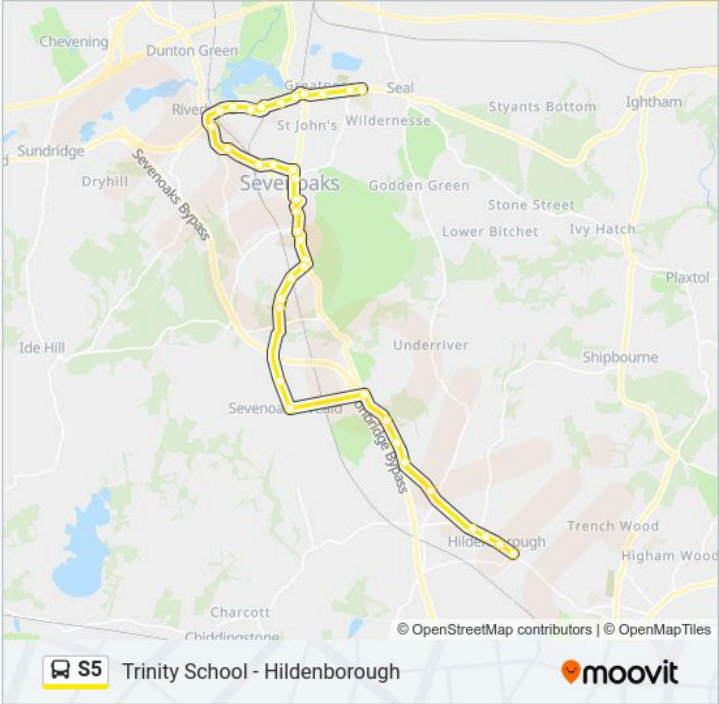 Chevening
Dunton Green
Seal
Ightham
Styants Bottom
St John's
Wildernesse
Sundridge
Dryhill
Sevenoaks Bypass
Godden Green
Stone Street
Lower Bitchet
Ivy Hatch
Plaxtol
Ide Hill
Underriver
Shipbourne
Trench Wood
Higham Wood
Charcott
Chiddingstone
© OpenStreetMap contributors | © OpenMapTiles
S5 Trinity School - Hildenborough
moovit